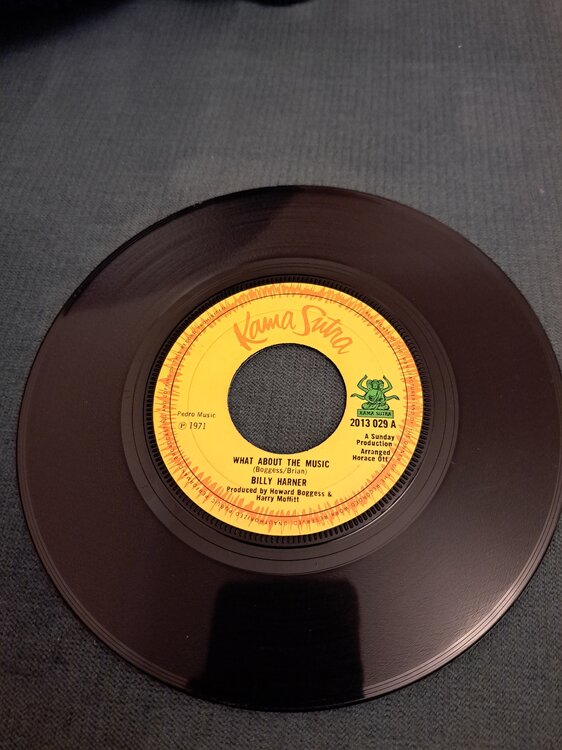 Kama Sutra
KAMA SUTRA
2013 029 A
Pedro Music
℗ 1971
A Sunday
Production
Arranged
Horace Ott
WHAT ABOUT THE MUSIC
(Boggess/Brian)
BILLY HARNER
Produced by Howard Boggess &
Harry Moffitt